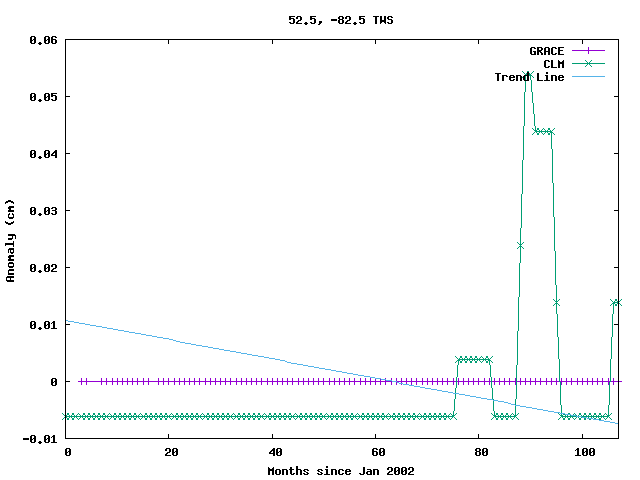 52.5, -82.5 TWS
0.06
0.05
0.04
0.03
0.02
0.01
0
-0.01
Anomaly (cm)
GRACE
CLM
Trend Line
0 20 40 60 80 100
Months since Jan 2002